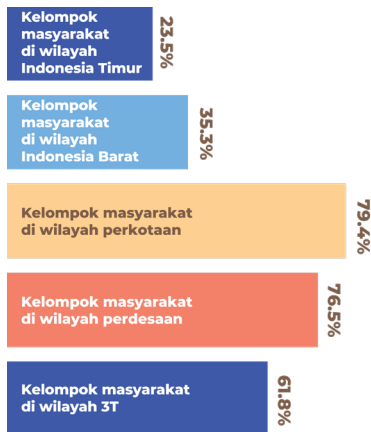 Kelompok
masyarakat
di wilayah
Indonesia Timur
23.5%
Kelompok
masyarakat
di wilayah
Indonesia Barat
35.3%
Kelompok masyarakat
di wilayah perkotaan
79.4%
Kelompok masyarakat
di wilayah perdesaan
76.5%
Kelompok masyarakat
di wilayah 3T
61.8%